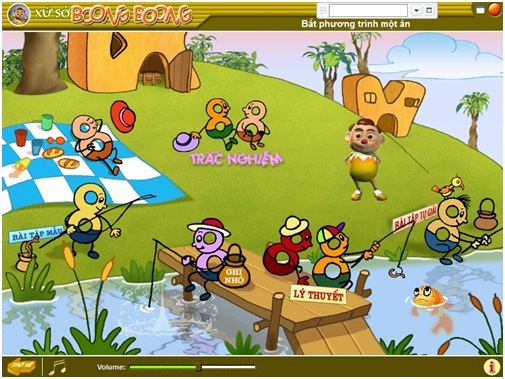 XỨ SỞ BOONG BOONG
Bất phương trình một ẩn
TRẮC NGHIỆM
BÀI TẬP MẪU
BÀI TẬP TỰ GIẢI
GHI NHỚ
LÝ THUYẾT
Volume: